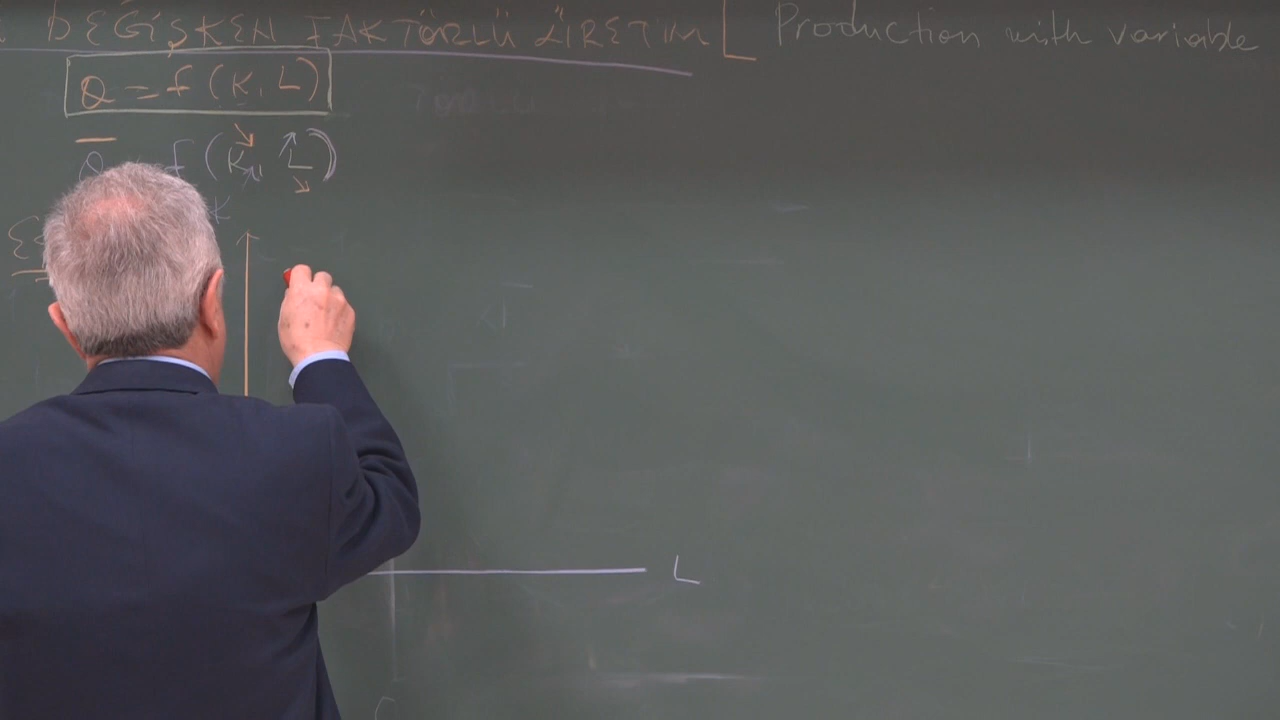 DEĞİŞKEN FAKTÖRLÜ ÜRETİM [ Production with variable
Q = f (K, L)
Q f (K, L)
K
L